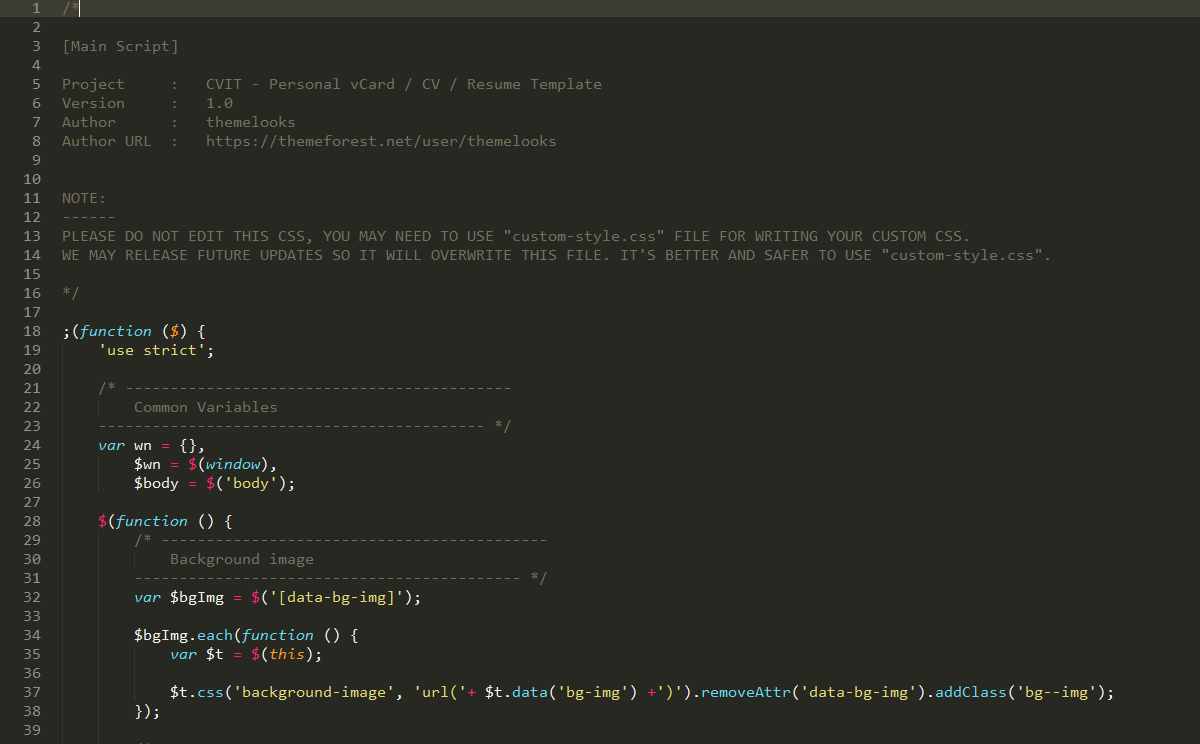 1 /*
2
3 [Main Script]
4
5 Project     :   CVIT - Personal vCard / CV / Resume Template
6 Version     :   1.0
7 Author      :   themelooks
8 Author URL  :   https://themeforest.net/user/themelooks
9
10
11 NOTE:
12 ------
13 PLEASE DO NOT EDIT THIS CSS, YOU MAY NEED TO USE "custom-style.css" FILE FOR WRITING YOUR CUSTOM CSS.
14 WE MAY RELEASE FUTURE UPDATES SO IT WILL OVERWRITE THIS FILE. IT'S BETTER AND SAFER TO USE "custom-style.css".
15
16 */
17
18 ;(function ($) {
19     'use strict';
20
21     /* -------------------------------------------
22         Common Variables
23     ------------------------------------------- */
24     var wn = {},
25         $wn = $(window),
26         $body = $('body');
27
28     $(function () {
29         /* -------------------------------------------
30             Background image
31         ------------------------------------------- */
32         var $bgImg = $('[data-bg-img]');
33
34         $bgImg.each(function () {
35             var $t = $(this);
36
37             $t.css('background-image', 'url('+ $t.data('bg-img') +')').removeAttr('data-bg-img').addClass('bg--img');
38         });
39